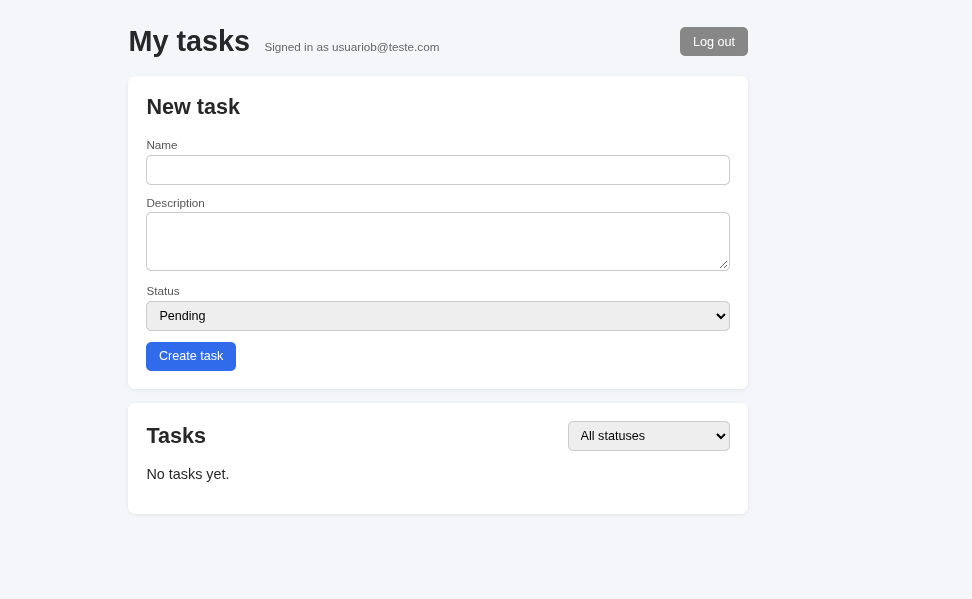 My tasks
Signed in as usuariob@teste.com
Log out
New task
Name
Description
Status
Pending
Create task
Tasks
All statuses
No tasks yet.